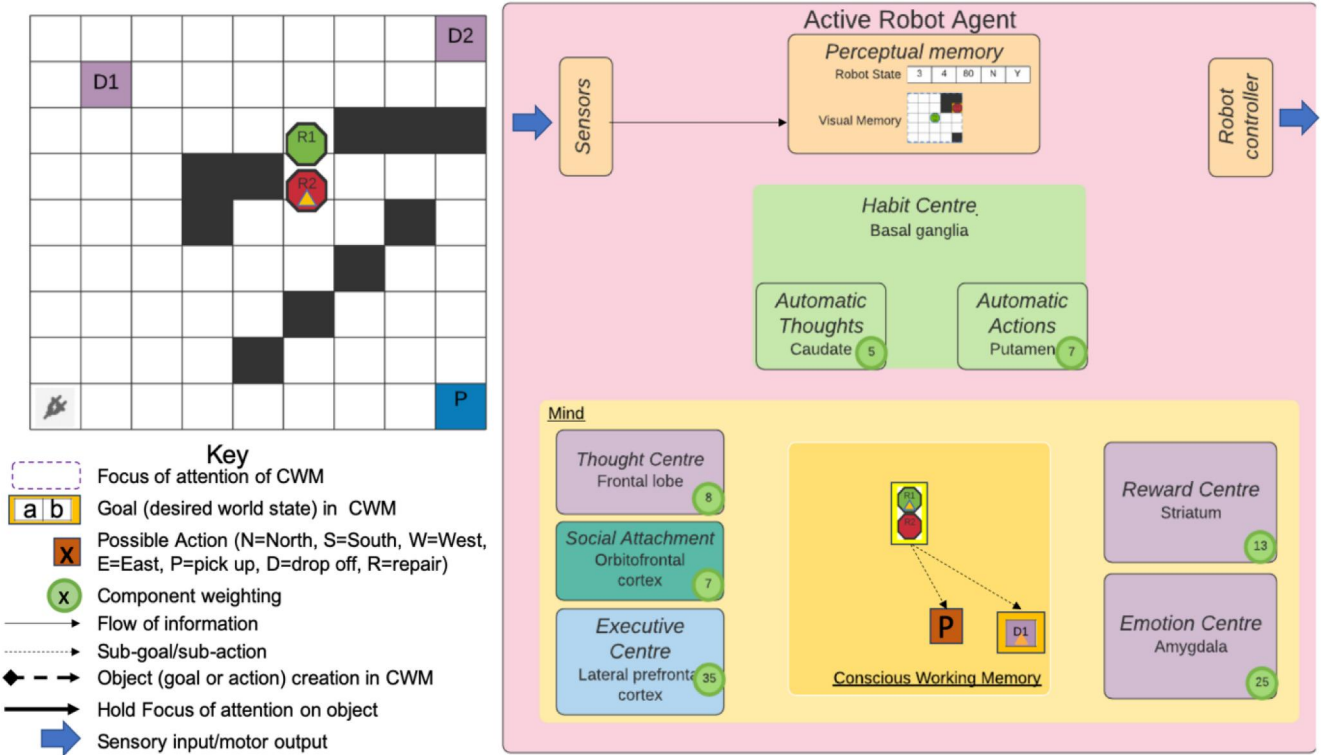 D2
D1
R1
R2
P
Key
Focus of attention of CWM
a b
Goal (desired world state) in CWM
X
Possible Action (N=North, S=South, W=West,
E=East, P=pick up, D=drop off, R=repair)
x
Component weighting
Flow of information
Sub-goal/sub-action
Object (goal or action) creation in CWM
Hold Focus of attention on object
Sensory input/motor output
Active Robot Agent
Sensors
Perceptual memory
Robot State 3 4 60 N Y
Visual Memory
Robot
controller
Habit Centre
Basal ganglia
Automatic
Thoughts
Caudate 5
Automatic
Actions
Putamen 7
Mind
Thought Centre
Frontal lobe
8
Social Attachment
Orbitofrontal
cortex
7
Executive
Centre
Lateral prefrontal
cortex
35
R1
R2
P
D1
Conscious Working Memory
Reward Centre
Striatum
13
Emotion Centre
Amygdala
25